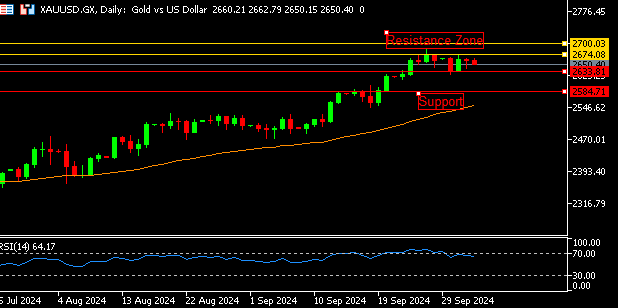 XAUUSD.GX, Daily: Gold vs US Dollar 2660.21 2662.79 2650.15 2650.40 0
2776.45
Resistance Zone
2700.03
2674.08
2650.40
2584.71
Support
2546.62
2470.01
2393.40
2316.79
RSI(14) 64.17
100.00
70.00
30.00
0.00
Jul 2024 4 Aug 2024 13 Aug 2024 22 Aug 2024 1 Sep 2024 10 Sep 2024 19 Sep 2024 29 Sep 2024